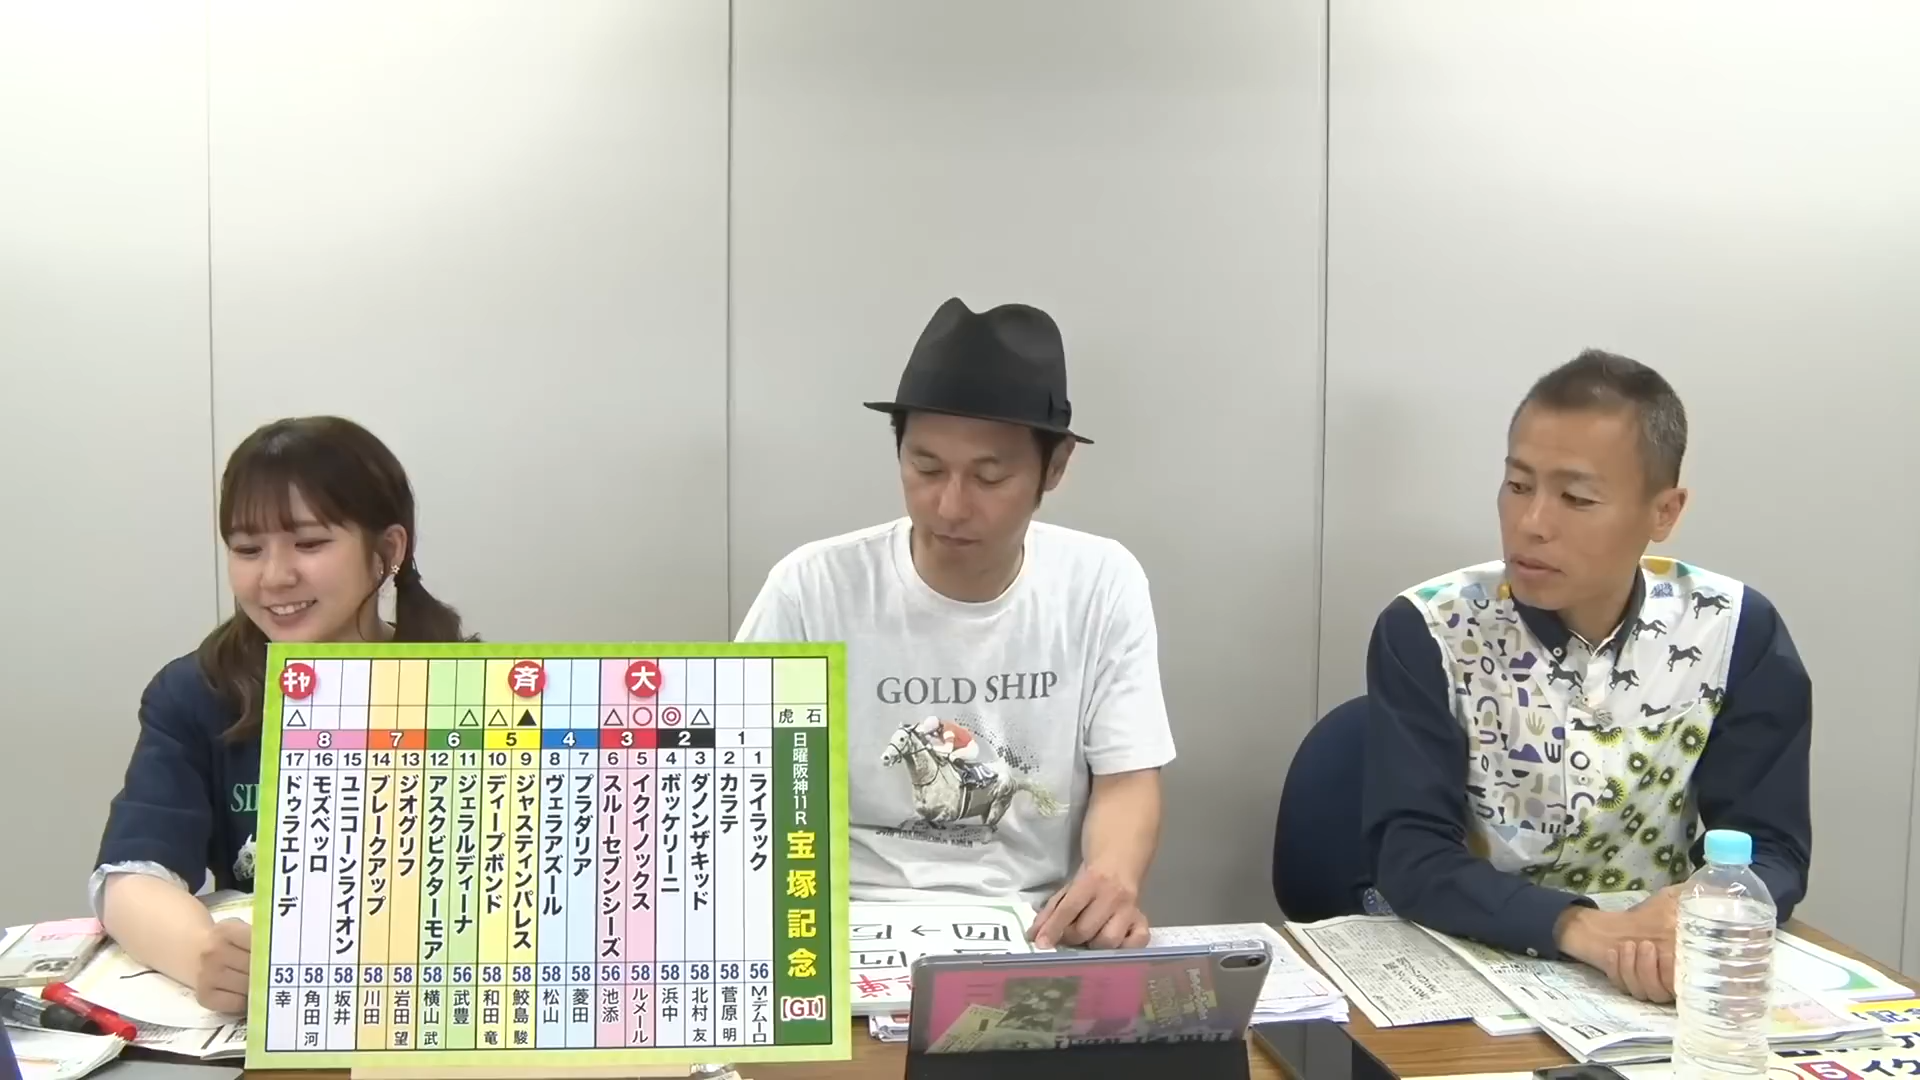 キャ 斉 大
△ △ △ ▲ △ ○ ◎ △ 虎石
8 7 6 5 4 3 2 1
日曜阪神11R 宝塚記念 [GI]
1 ライラック 56 Mデムーロ
2 カラテ 58 菅原明
3 ダノンザキッド 58 北村友
4 ボッケリーニ 58 浜中
5 イクイノックス 58 ルメール
6 スルーセブンシーズ 56 池添
7 プラダリア 58 菱田
8 ヴェラアズール 58 松山
9 ジャスティンパレス 58 鮫島駿
10 ディープボンド 58 和田竜
11 ジェラルディーナ 56 武豊
12 アスクビクターモア 58 横山武
13 ジオグリフ 58 岩田望
14 ブレークアップ 58 川田
15 ユニコーンライオン 58 坂井
16 モズベッロ 58 角田河
17 ドゥラエレーデ 53 幸
GOLD SHIP
5 イク